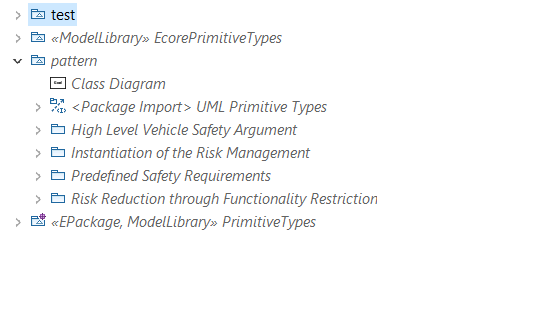 test
«ModelLibrary» EcorePrimitiveTypes
pattern
Class Diagram
<Package Import> UML Primitive Types
High Level Vehicle Safety Argument
Instantiation of the Risk Management
Predefined Safety Requirements
Risk Reduction through Functionality Restriction
«EPackage, ModelLibrary» PrimitiveTypes